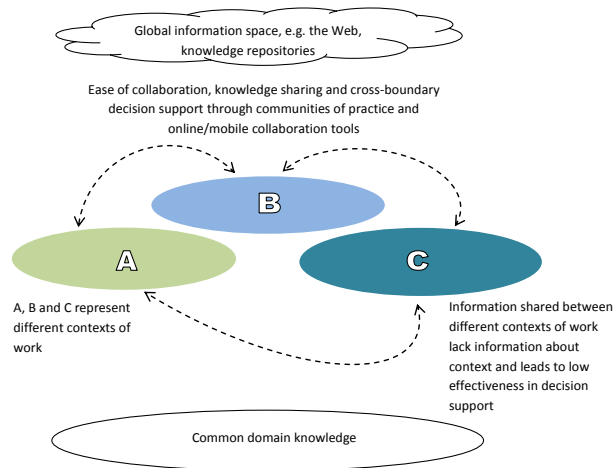 Global information space, e.g. the Web,
knowledge repositories
Ease of collaboration, knowledge sharing and cross-boundary
decision support through communities of practice and
online/mobile collaboration tools
B
A
C
A, B and C represent
different contexts of
work
Information shared between
different contexts of work
lack information about
context and leads to low
effectiveness in decision
support
Common domain knowledge